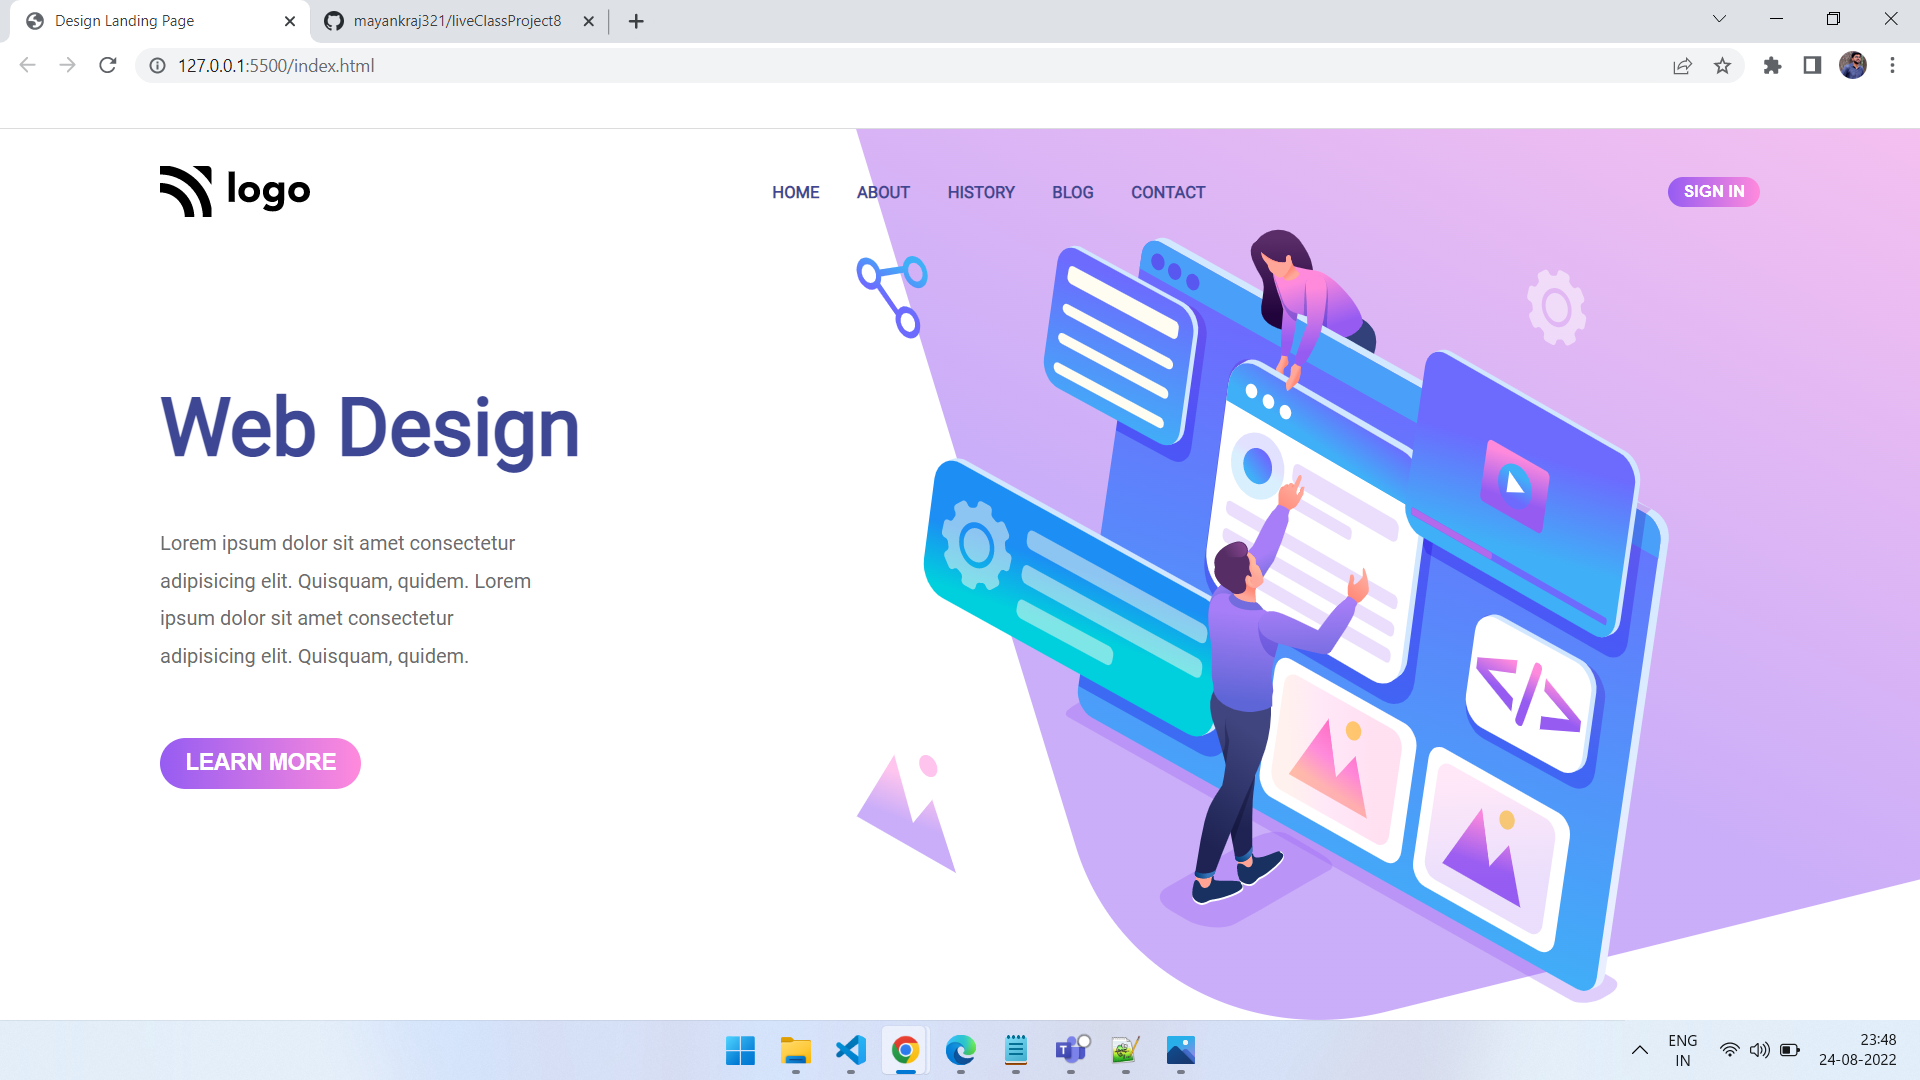 Design Landing Page
mayankraj321/liveClassProject8
127.0.0.1:5500/index.html
logo
HOME ABOUT HISTORY BLOG CONTACT
SIGN IN
Web Design
Lorem ipsum dolor sit amet consectetur
adipisicing elit. Quisquam, quidem. Lorem
ipsum dolor sit amet consectetur
adipisicing elit. Quisquam, quidem.
LEARN MORE
</>
ENG
IN
23:48
24-08-2022